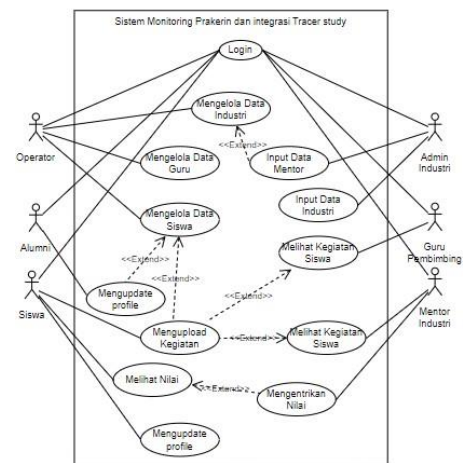 Sistem Monitoring Prakerin dan integrasi Tracer study
Login
Mengelola Data
Industri
Operator
<<Extend>>
Admin
Industri
Mengelola Data
Guru
Input Data
Mentor
Input Data
Industri
Mengelola Data
Siswa
Alumni
Melihat Kegiatan
Siswa
Guru
Pembimbing
<<Extend>>
<<Extend>>
<<Extend>>
Siswa
Mengupdate
profile
Mentor
Industri
Mengupload
Kegiatan
<<Extend>>
Melihat Kegiatan
Siswa
Melihat Nilai
<<Extend>>
Mengentrikan
Nilai
Mengupdate
profile